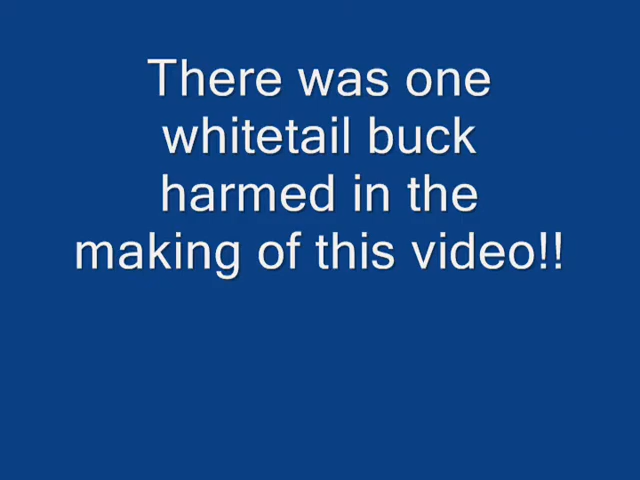 There was one
whitetail buck
harmed in the
making of this video!!